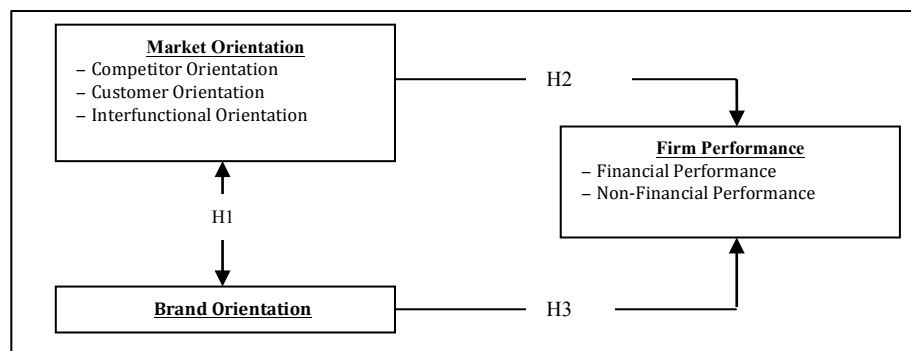 Market Orientation
– Competitor Orientation
– Customer Orientation
– Interfunctional Orientation
H2
Firm Performance
– Financial Performance
– Non-Financial Performance
H1
Brand Orientation
H3